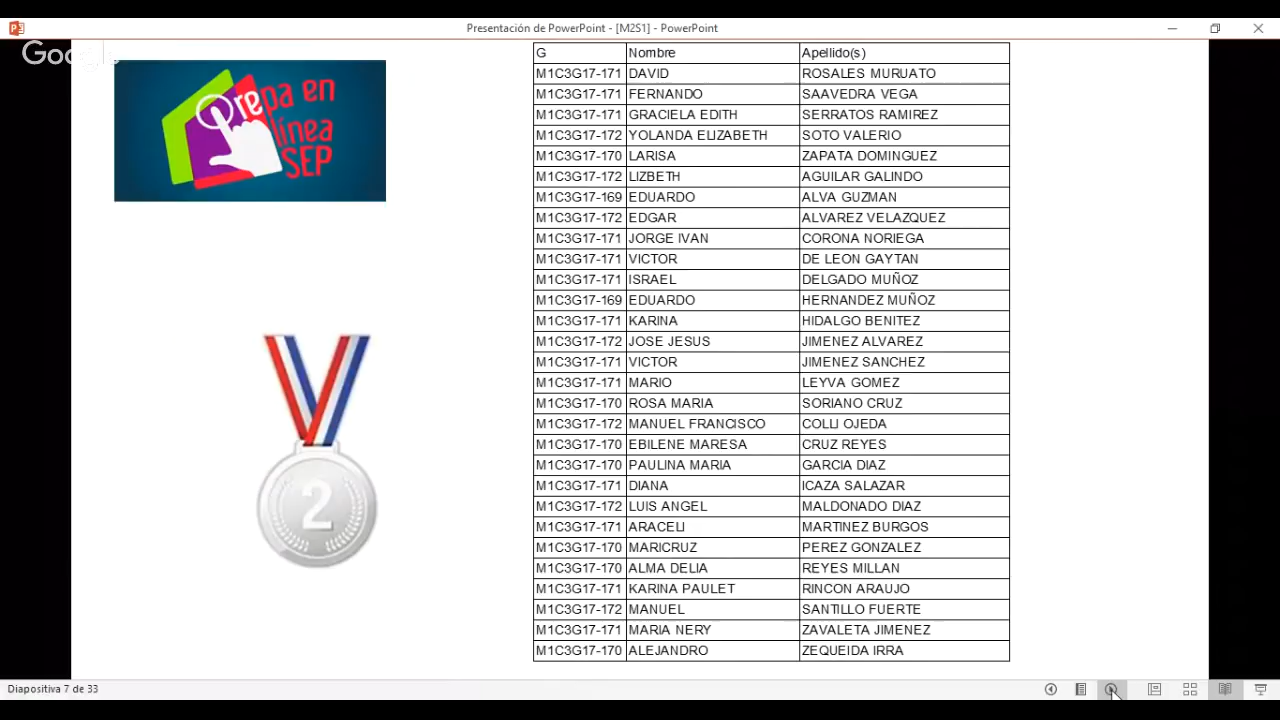 Presentación de PowerPoint - [M2S1] - PowerPoint
Google
Prepa en
línea
SEP
2
G Nombre Apellido(s)
M1C3G17-171 DAVID ROSALES MURUATO
M1C3G17-171 FERNANDO SAAVEDRA VEGA
M1C3G17-171 GRACIELA EDITH SERRATOS RAMIREZ
M1C3G17-172 YOLANDA ELIZABETH SOTO VALERIO
M1C3G17-170 LARISA ZAPATA DOMINGUEZ
M1C3G17-172 LIZBETH AGUILAR GALINDO
M1C3G17-169 EDUARDO ALVA GUZMAN
M1C3G17-172 EDGAR ALVAREZ VELAZQUEZ
M1C3G17-171 JORGE IVAN CORONA NORIEGA
M1C3G17-171 VICTOR DE LEON GAYTAN
M1C3G17-171 ISRAEL DELGADO MUÑOZ
M1C3G17-169 EDUARDO HERNANDEZ MUÑOZ
M1C3G17-171 KARINA HIDALGO BENITEZ
M1C3G17-172 JOSE JESUS JIMENEZ ALVAREZ
M1C3G17-171 VICTOR JIMENEZ SANCHEZ
M1C3G17-171 MARIO LEYVA GOMEZ
M1C3G17-170 ROSA MARIA SORIANO CRUZ
M1C3G17-172 MANUEL FRANCISCO COLLI OJEDA
M1C3G17-170 EBILENE MARESA CRUZ REYES
M1C3G17-170 PAULINA MARIA GARCIA DIAZ
M1C3G17-171 DIANA ICAZA SALAZAR
M1C3G17-172 LUIS ANGEL MALDONADO DIAZ
M1C3G17-171 ARACELI MARTINEZ BURGOS
M1C3G17-170 MARICRUZ PEREZ GONZALEZ
M1C3G17-170 ALMA DELIA REYES MILLAN
M1C3G17-171 KARINA PAULET RINCON ARAUJO
M1C3G17-172 MANUEL SANTILLO FUERTE
M1C3G17-171 MARIA NERY ZAVALETA JIMENEZ
M1C3G17-170 ALEJANDRO ZEQUEIDA IRRA
Diapositiva 7 de 33